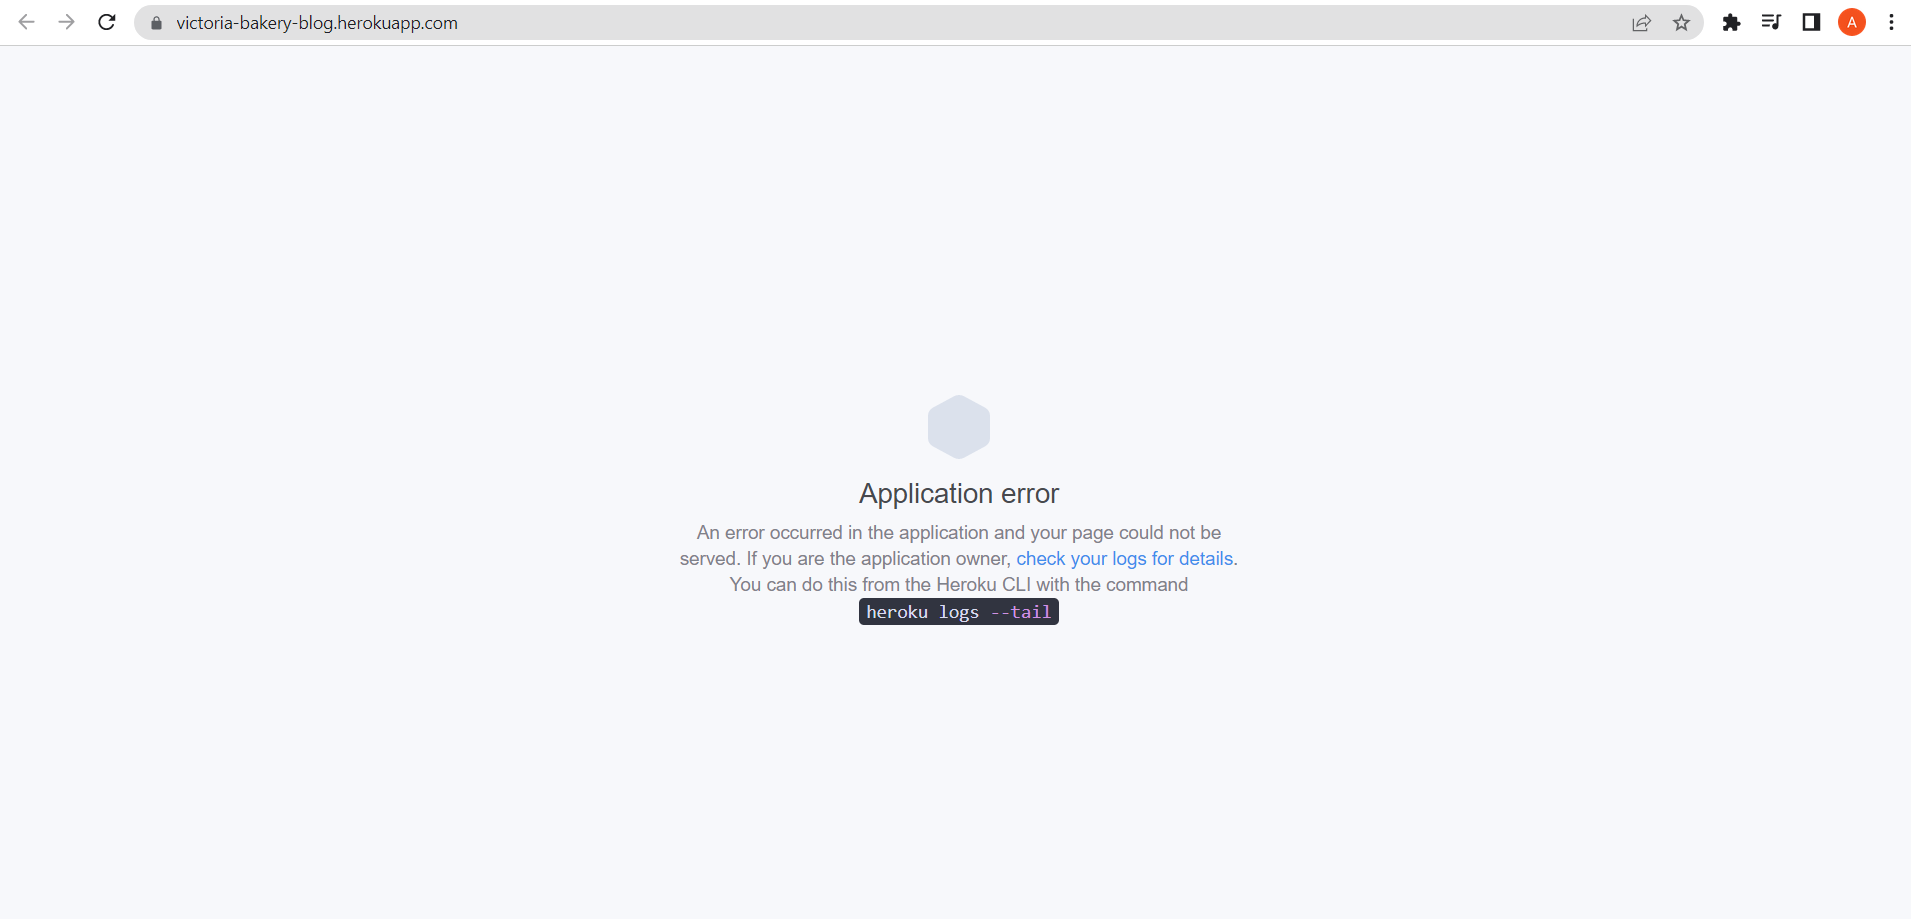 victoria-bakery-blog.herokuapp.com
A
Application error
An error occurred in the application and your page could not be
served. If you are the application owner, check your logs for details.
You can do this from the Heroku CLI with the command
heroku logs --tail